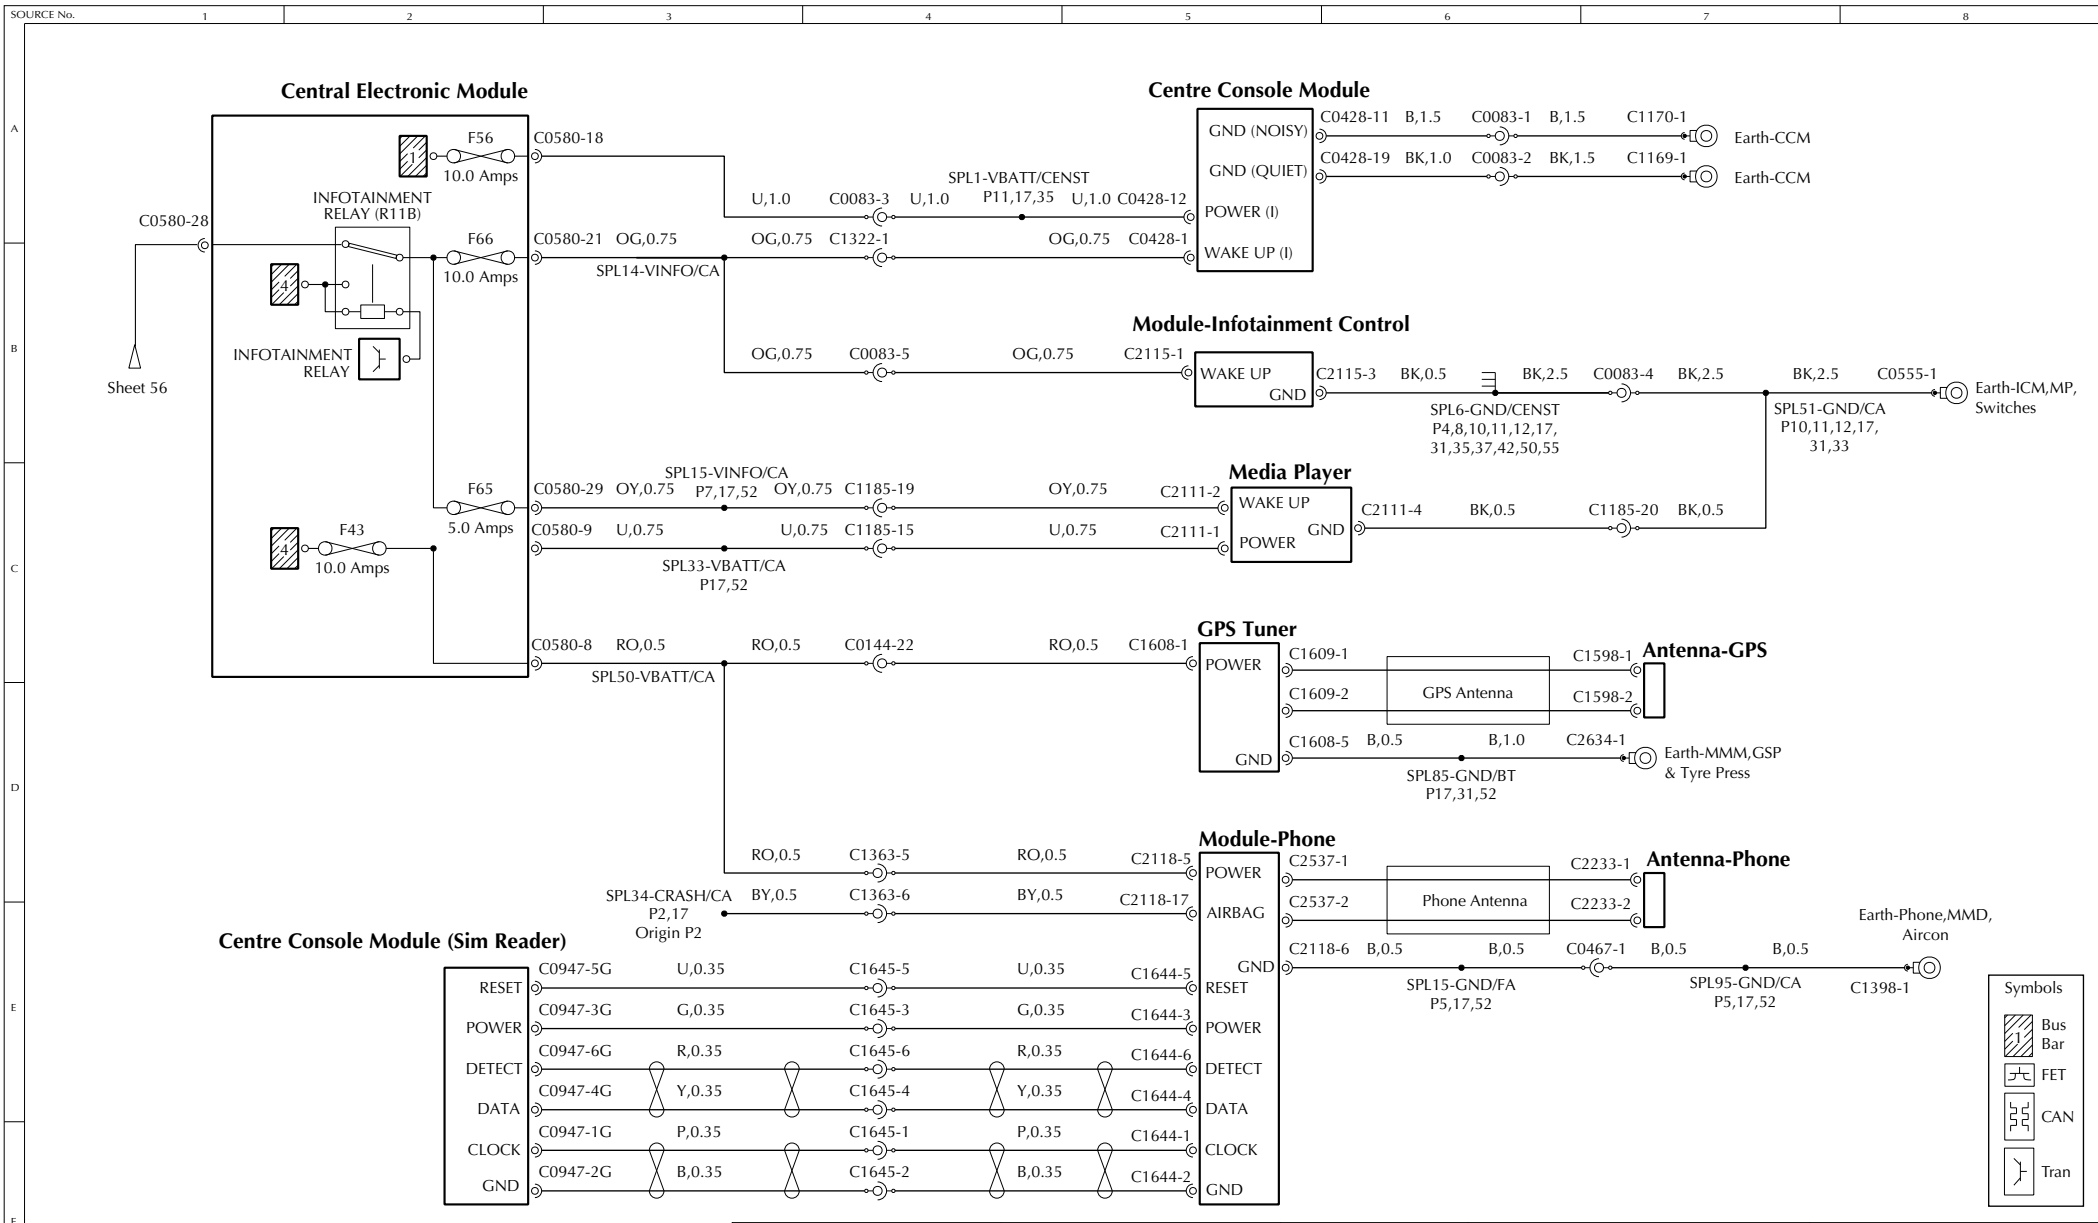 SOURCE No. 1 2 3 4 5 6 7 8
A
B
C
D
E
Central Electronic Module
F56
10.0 Amps
1
C0580-18
INFOTAINMENT
RELAY (R11B)
C0580-28
F66
10.0 Amps
4
INFOTAINMENT
RELAY
Sheet 56
C0580-21 OG,0.75
SPL14-VINFO/CA
U,1.0 C0083-3 U,1.0
SPL1-VBATT/CENST
P11,17,35
U,1.0 C0428-12
OG,0.75 C1322-1 OG,0.75 C0428-1
Centre Console Module
GND (NOISY)
GND (QUIET)
POWER (I)
WAKE UP (I)
C0428-11 B,1.5 C0083-1 B,1.5 C1170-1
Earth-CCM
C0428-19 BK,1.0 C0083-2 BK,1.5 C1169-1
Earth-CCM
Module-Infotainment Control
OG,0.75 C0083-5 OG,0.75 C2115-1
WAKE UP
GND
C2115-3 BK,0.5 BK,2.5 C0083-4 BK,2.5 BK,2.5 C0555-1
Earth-ICM,MP,
Switches
SPL6-GND/CENST
P4,8,10,11,12,17,
31,35,37,42,50,55
SPL51-GND/CA
P10,11,12,17,
31,33
F65
5.0 Amps
F43
10.0 Amps
4
SPL15-VINFO/CA
P7,17,52
C0580-29 OY,0.75 OY,0.75 C1185-19 OY,0.75 C2111-2
C0580-9 U,0.75 U,0.75 C1185-15 U,0.75 C2111-1
SPL33-VBATT/CA
P17,52
Media Player
WAKE UP
GND
POWER
C2111-4 BK,0.5 C1185-20 BK,0.5
C0580-8 RO,0.5 RO,0.5 C0144-22 RO,0.5 C1608-1
SPL50-VBATT/CA
GPS Tuner
POWER
GND
C1609-1
C1609-2
GPS Antenna
C1598-1
C1598-2
Antenna-GPS
C1608-5 B,0.5 B,1.0 C2634-1
Earth-MMM,GSP
& Tyre Press
SPL85-GND/BT
P17,31,52
Module-Phone
RO,0.5 C1363-5 RO,0.5 C2118-5
POWER
SPL34-CRASH/CA
P2,17
Origin P2
BY,0.5 C1363-6 BY,0.5 C2118-17
AIRBAG
C2537-1
C2537-2
Phone Antenna
C2233-1
C2233-2
Antenna-Phone
GND
C2118-6 B,0.5 B,0.5 C0467-1 B,0.5 B,0.5
SPL15-GND/FA
P5,17,52
SPL95-GND/CA
P5,17,52
C1398-1
Earth-Phone,MMD,
Aircon
Centre Console Module (Sim Reader)
RESET C0947-5G U,0.35 C1645-5 U,0.35 C1644-5 RESET
POWER C0947-3G G,0.35 C1645-3 G,0.35 C1644-3 POWER
DETECT C0947-6G R,0.35 C1645-6 R,0.35 C1644-6 DETECT
DATA C0947-4G Y,0.35 C1645-4 Y,0.35 C1644-4 DATA
CLOCK C0947-1G P,0.35 C1645-1 P,0.35 C1644-1 CLOCK
GND C0947-2G B,0.35 C1645-2 B,0.35 C1644-2 GND
Symbols
1
Bus
Bar
FET
CAN
Tran